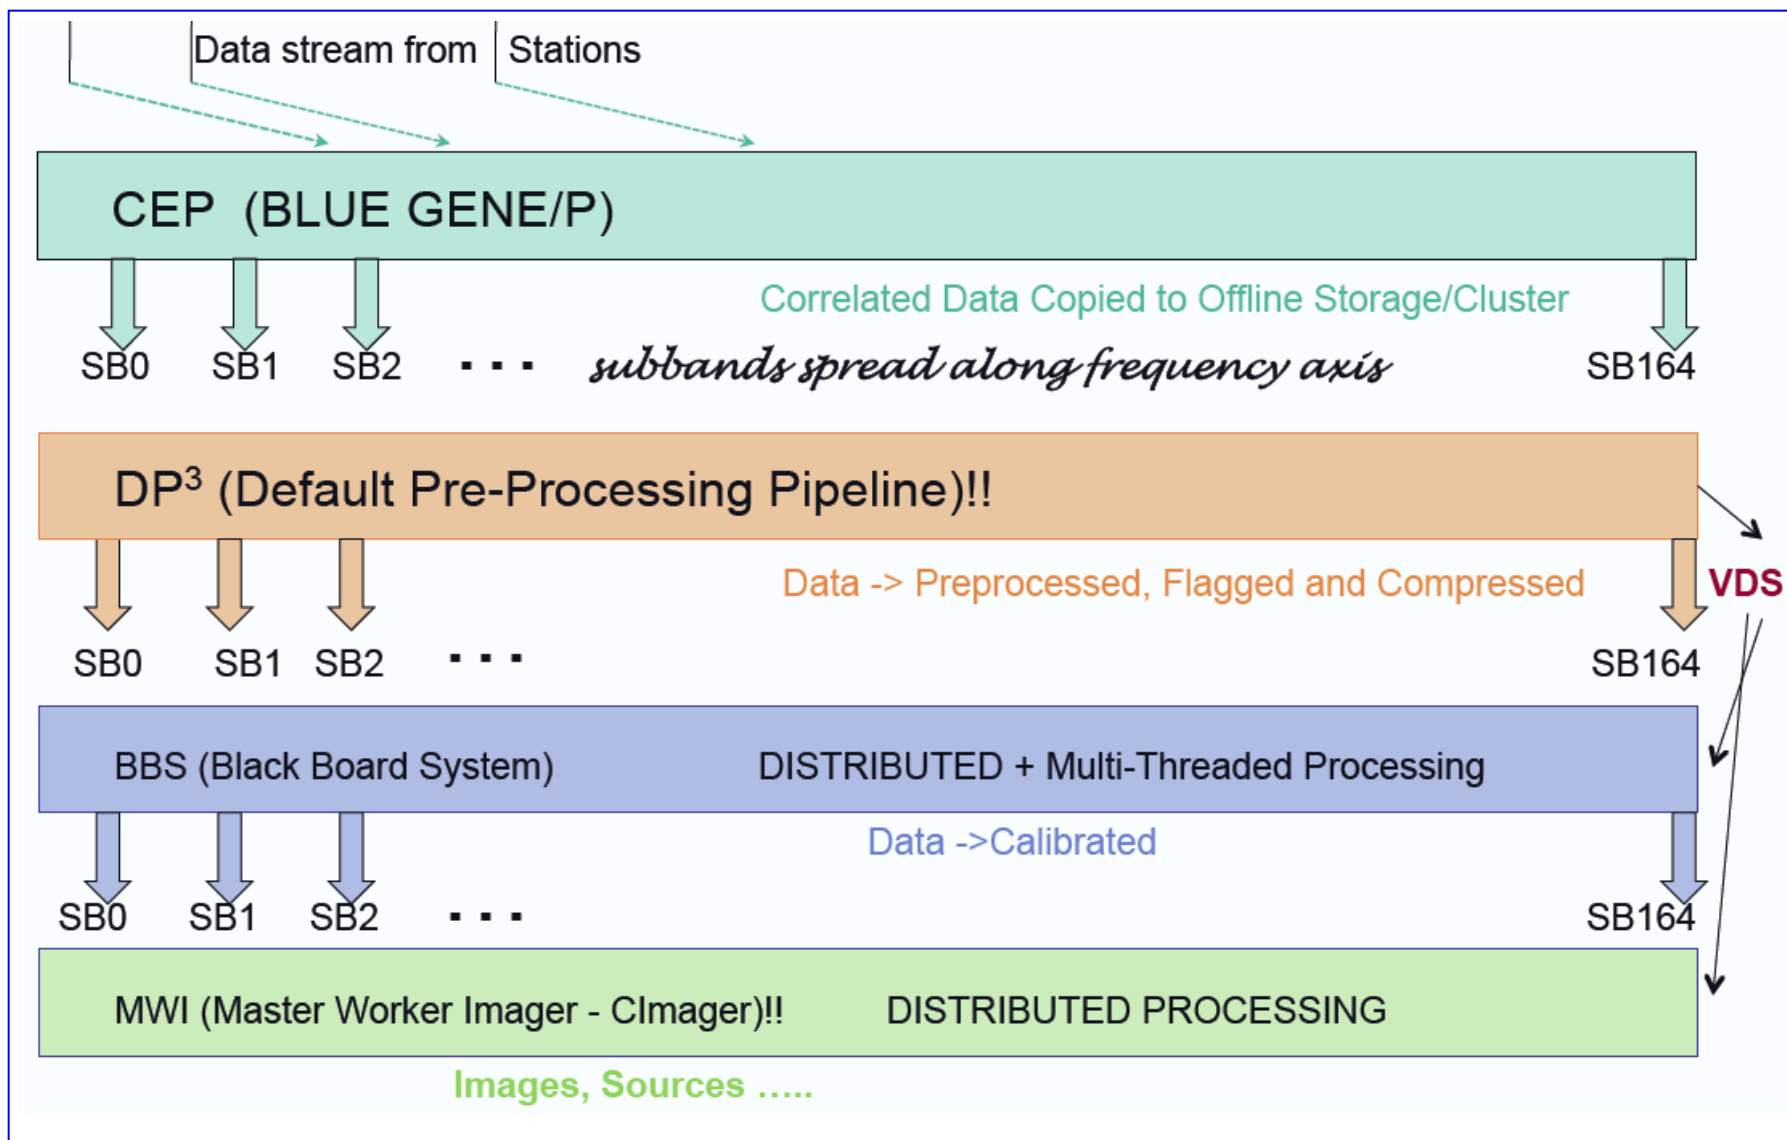 Data stream from Stations
CEP (BLUE GENE/P)
Correlated Data Copied to Offline Storage/Cluster
SB0 SB1 SB2 ... subbands spread along frequency axis SB164
DP³ (Default Pre-Processing Pipeline)!!
Data -> Preprocessed, Flagged and Compressed VDS
SB0 SB1 SB2 ... SB164
BBS (Black Board System) DISTRIBUTED + Multi-Threaded Processing
Data ->Calibrated
SB0 SB1 SB2 ... SB164
MWI (Master Worker Imager - CImager)!! DISTRIBUTED PROCESSING
Images, Sources .....